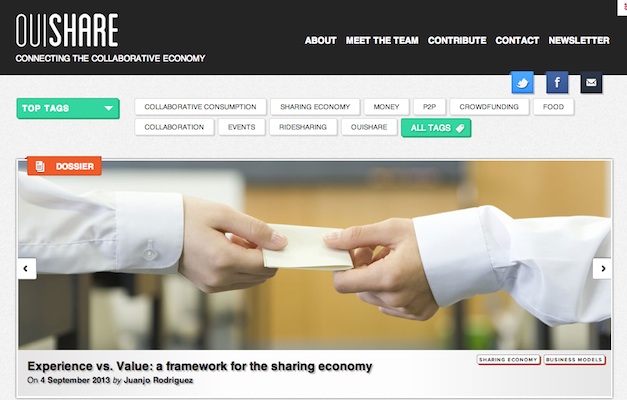 OUISHARE
CONNECTING THE COLLABORATIVE ECONOMY
ABOUT MEET THE TEAM CONTRIBUTE CONTACT NEWSLETTER
TOP TAGS
COLLABORATIVE CONSUMPTION SHARING ECONOMY MONEY P2P CROWDFUNDING FOOD
COLLABORATION EVENTS RIDESHARING OUISHARE ALL TAGS
DOSSIER
Experience vs. Value: a framework for the sharing economy
SHARING ECONOMY BUSINESS MODELS
On 4 September 2013 by Juanjo Rodriguez